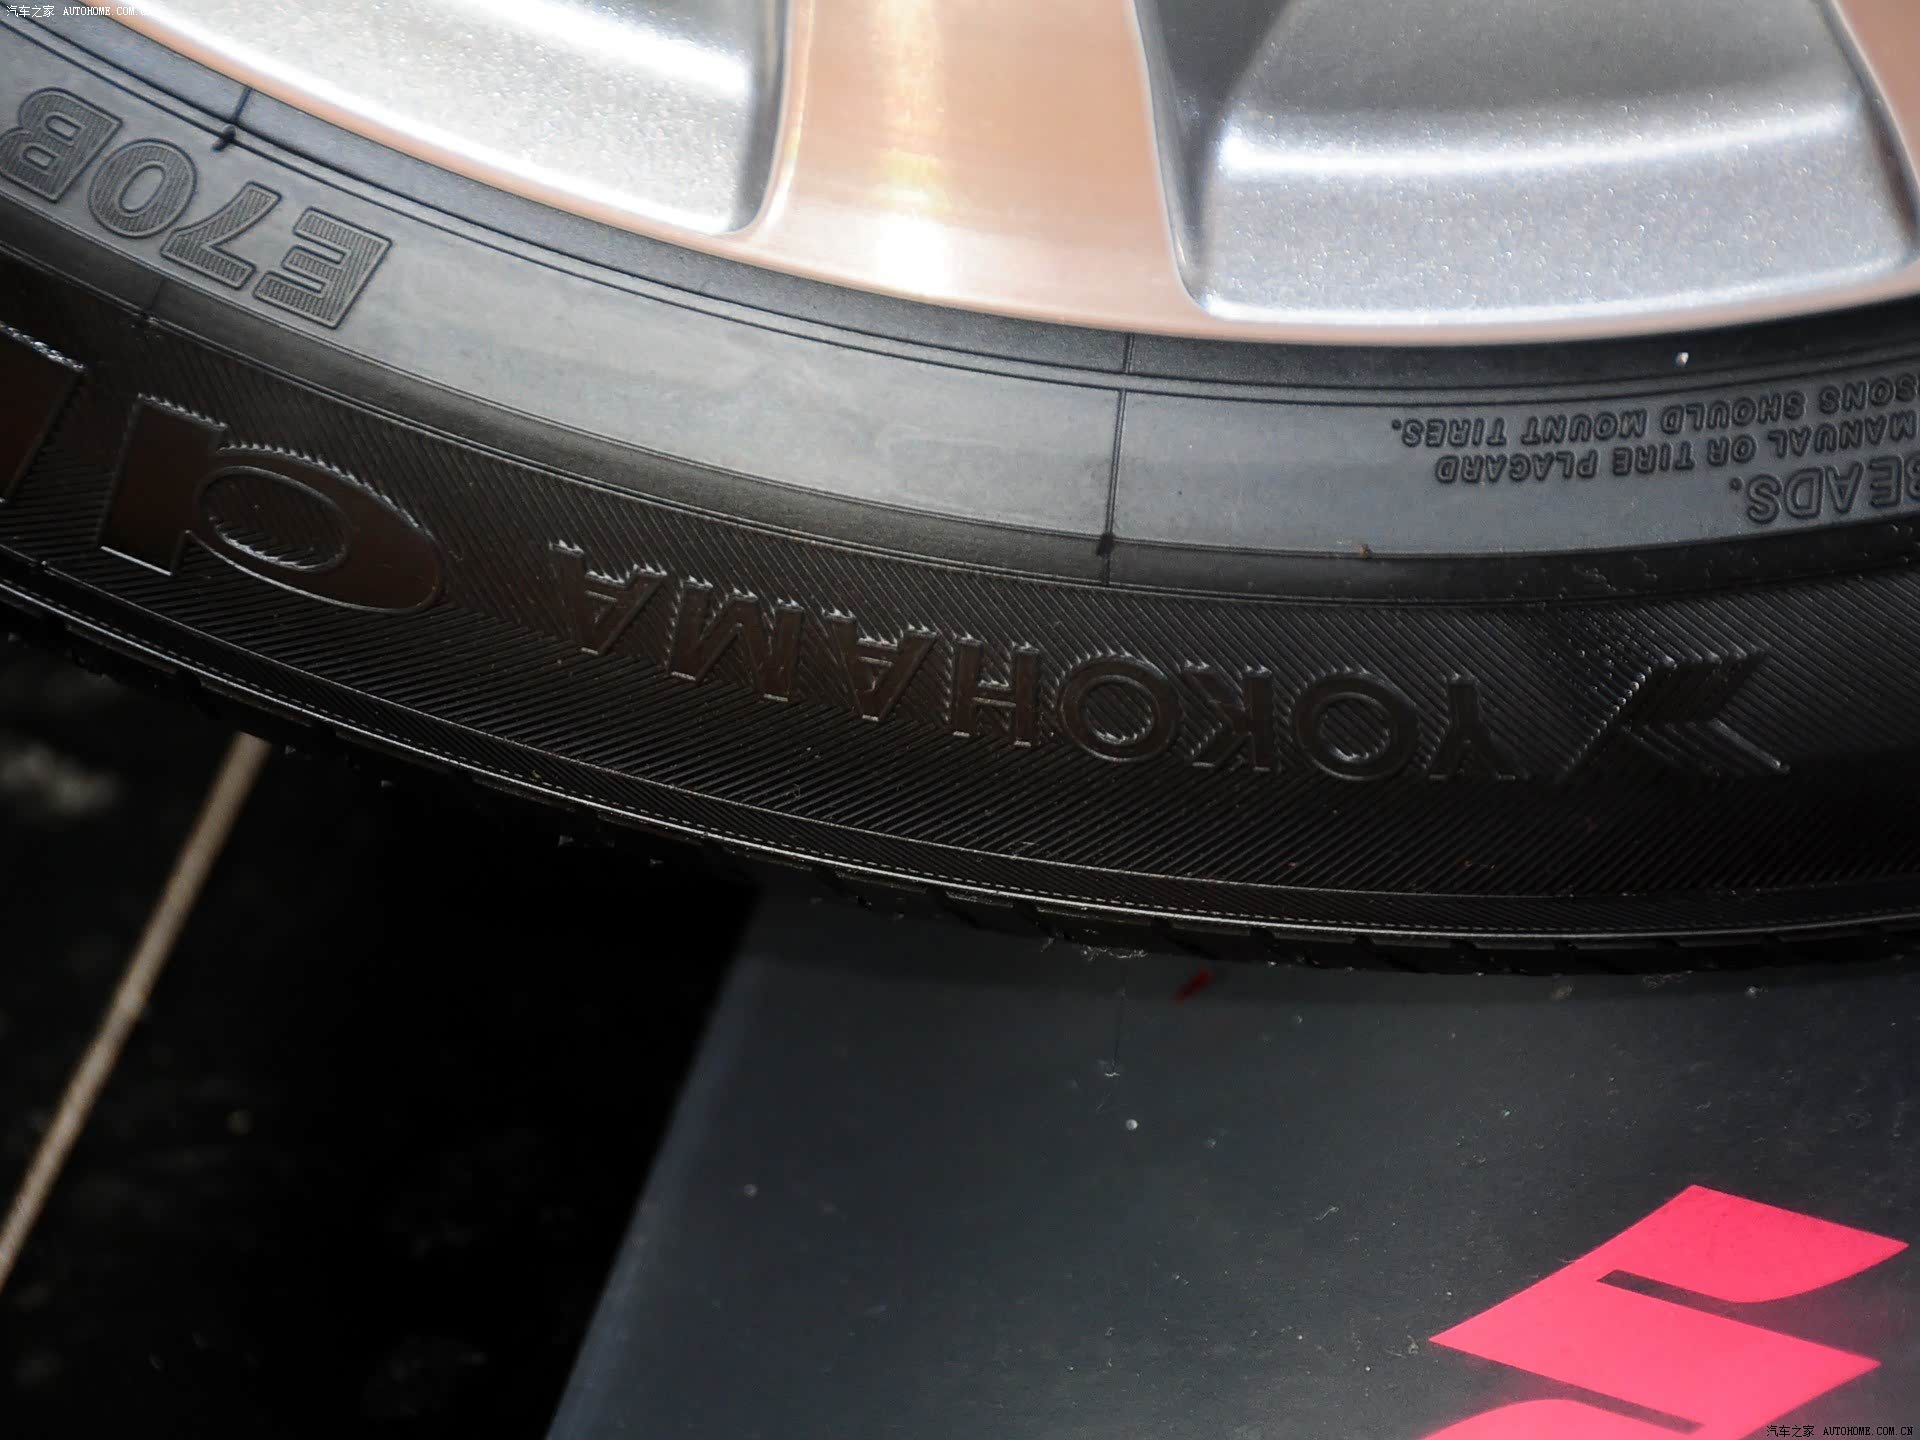 汽车之家 AUTOHOME.COM.CN
E70B
YOKOHAMA
BEADS.
MANUAL OR TIRE PLACARD
SONS SHOULD MOUNT TIRES.
汽车之家 AUTOHOME.COM.CN